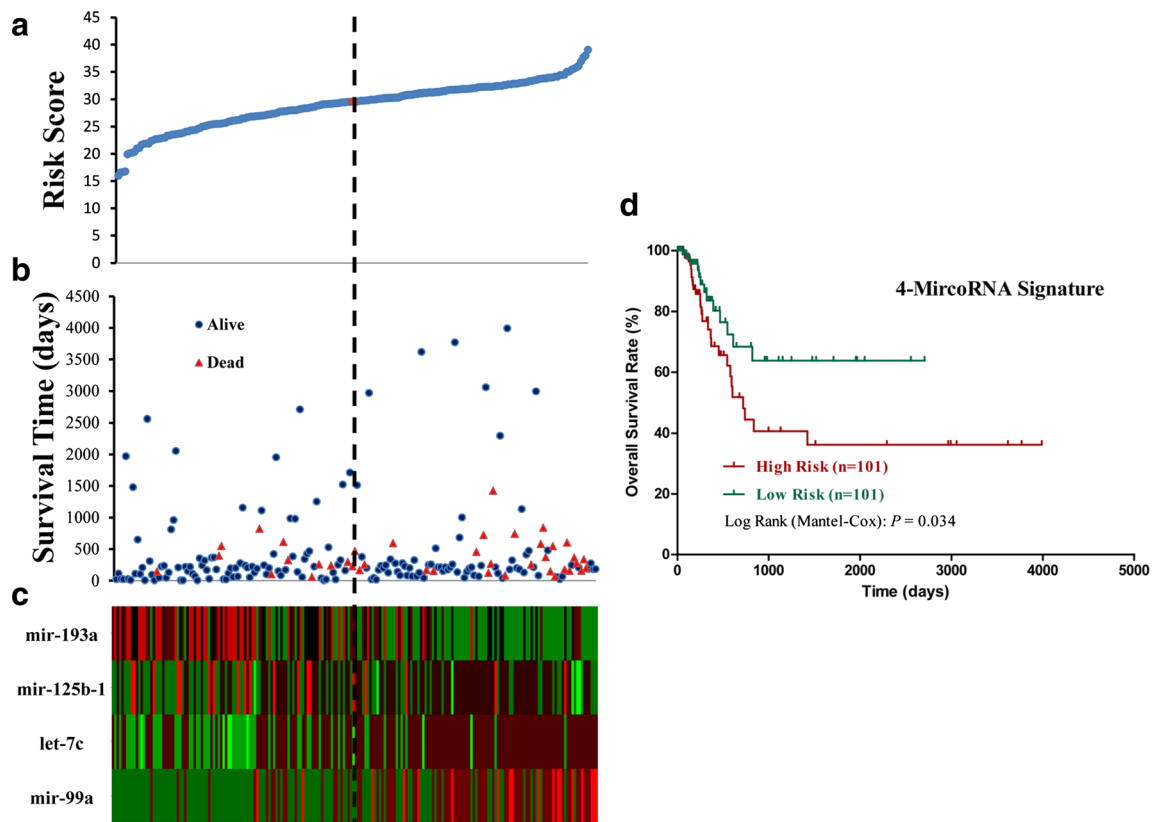 a
45
40
35
30
25
20
15
10
5
0
Risk Score
b
4500
4000
3500
3000
2500
2000
1500
1000
500
0
Survival Time (days)
Alive
Dead
c
mir-193a
mir-125b-1
let-7c
mir-99a
d
100
80
60
40
20
0
Overall Survival Rate (%)
4-MircoRNA Signature
High Risk (n=101)
Low Risk (n=101)
Log Rank (Mantel-Cox): P = 0.034
0 1000 2000 3000 4000 5000
Time (days)